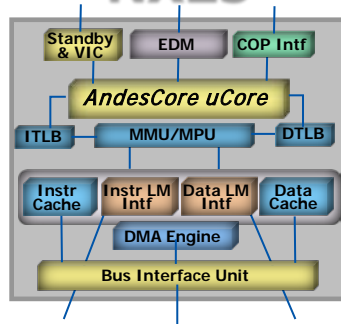 Standby
& VIC
EDM
COP Intf
AndesCore uCore
ITLB
MMU/MPU
DTLB
Instr
Cache
Instr LM
Intf
Data LM
Intf
Data
Cache
DMA Engine
Bus Interface Unit